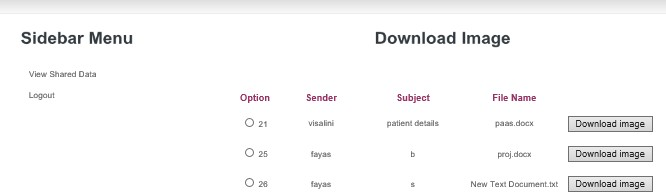 Sidebar Menu
Download Image
View Shared Data
Logout
Option Sender Subject File Name
21 visalini patient details paas.docx Download image
25 fayas b proj.docx Download image
26 fayas s New Text Document.txt Download image